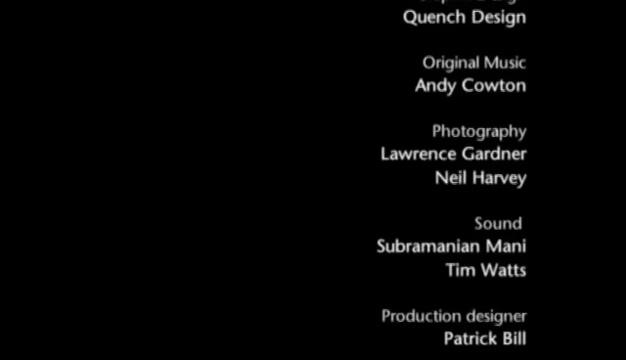 Quench Design
Original Music
Andy Cowton
Photography
Lawrence Gardner
Neil Harvey
Sound
Subramanian Mani
Tim Watts
Production designer
Patrick Bill